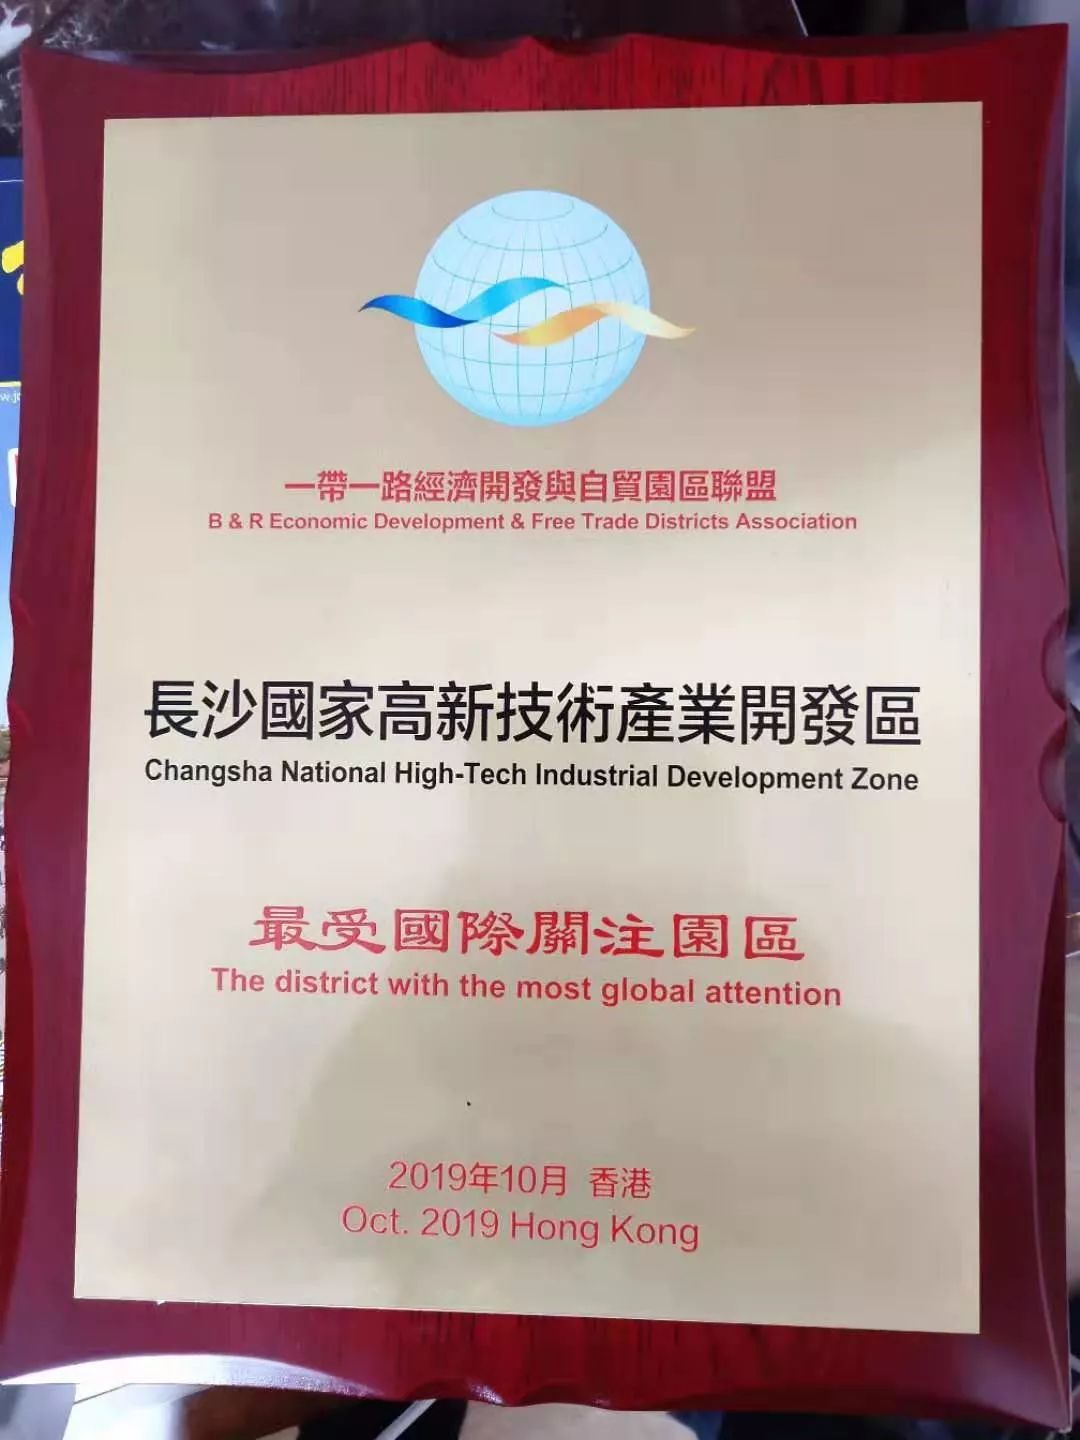 一帶一路經濟開發與自貿園區聯盟
B & R Economic Development & Free Trade Districts Association
長沙國家高新技術產業開發區
Changsha National High-Tech Industrial Development Zone
最受國際關注園區
The district with the most global attention
2019年10月 香港
Oct. 2019 Hong Kong